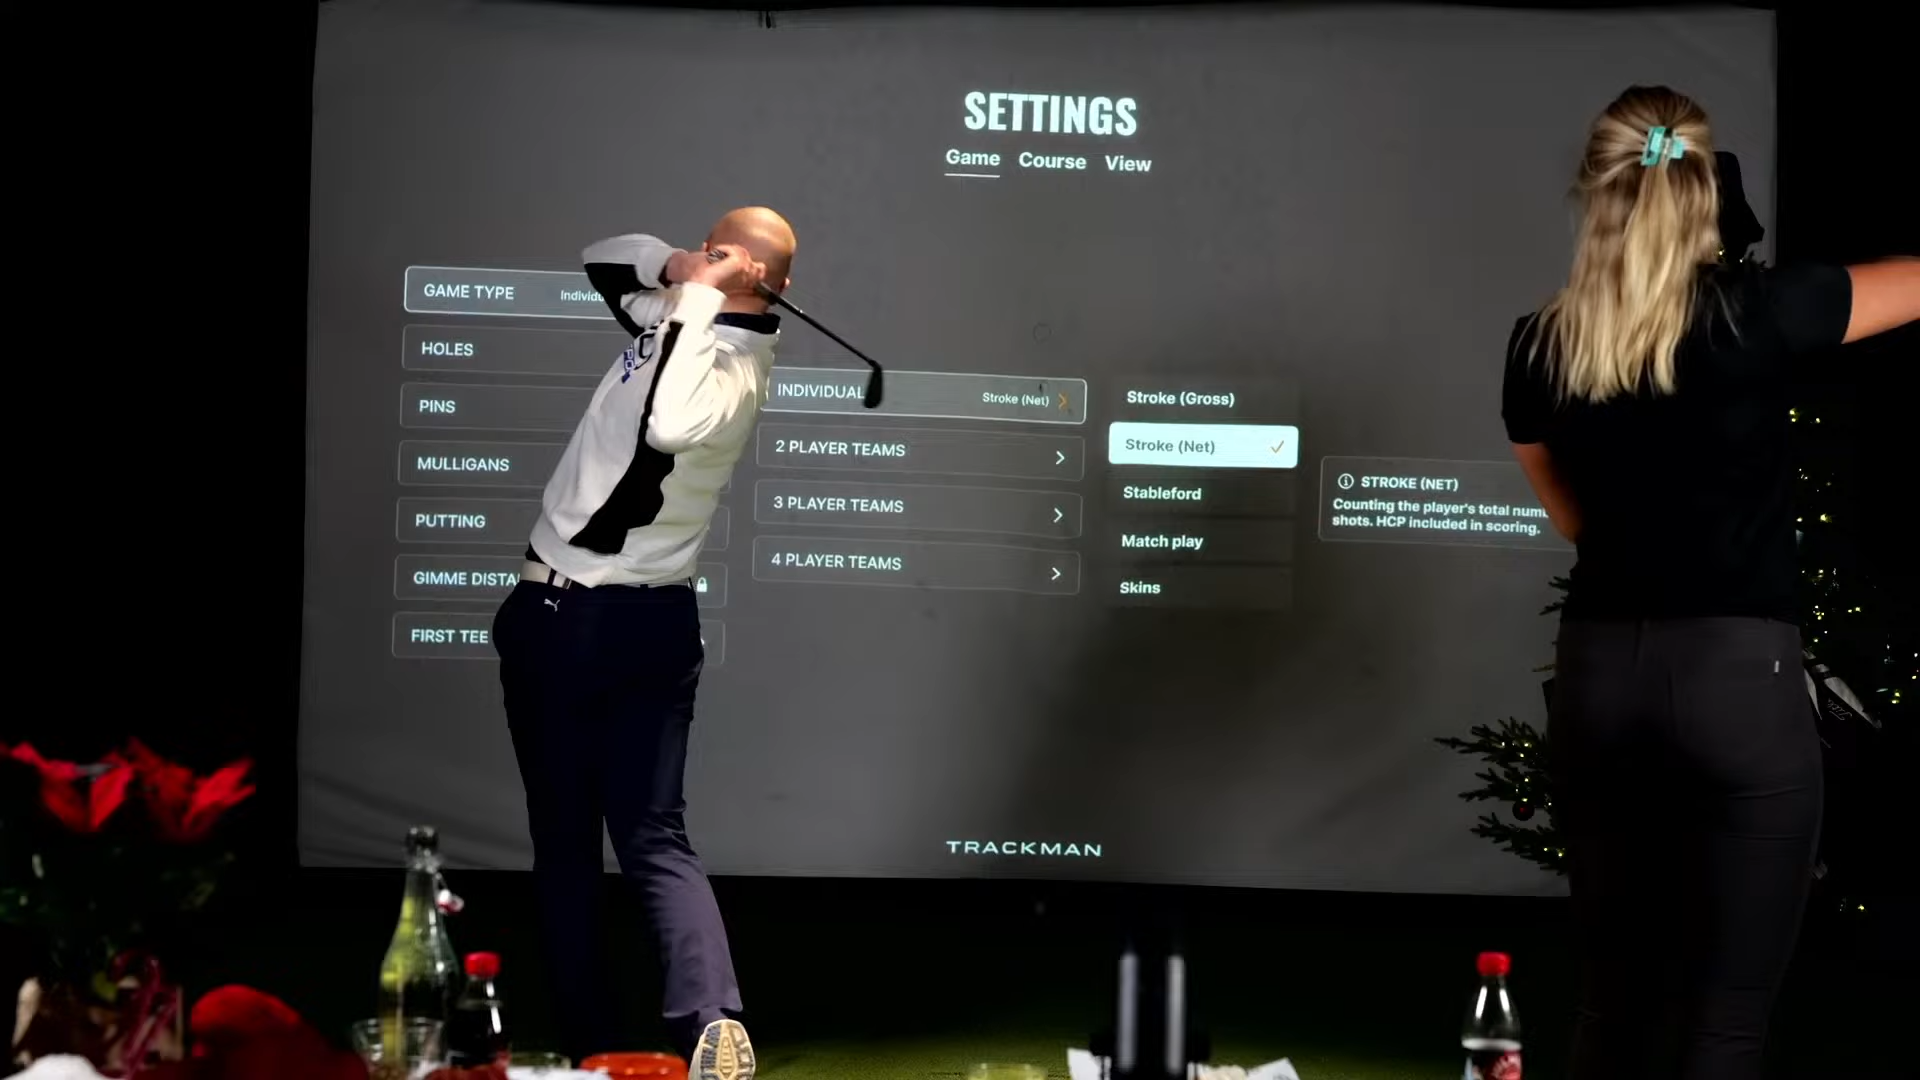 SETTINGS
Game Course View
GAME TYPE
HOLES
PINS
MULLIGANS
PUTTING
GIMME
FIRST TEE
INDIVIDUAL Stroke (Net)
2 PLAYER TEAMS
3 PLAYER TEAMS
4 PLAYER TEAMS
Stroke (Gross)
Stroke (Net)
Stableford
Match play
Skins
STROKE (NET)
Counting the player's total
shots. HCP included in scoring.
TRACKMAN